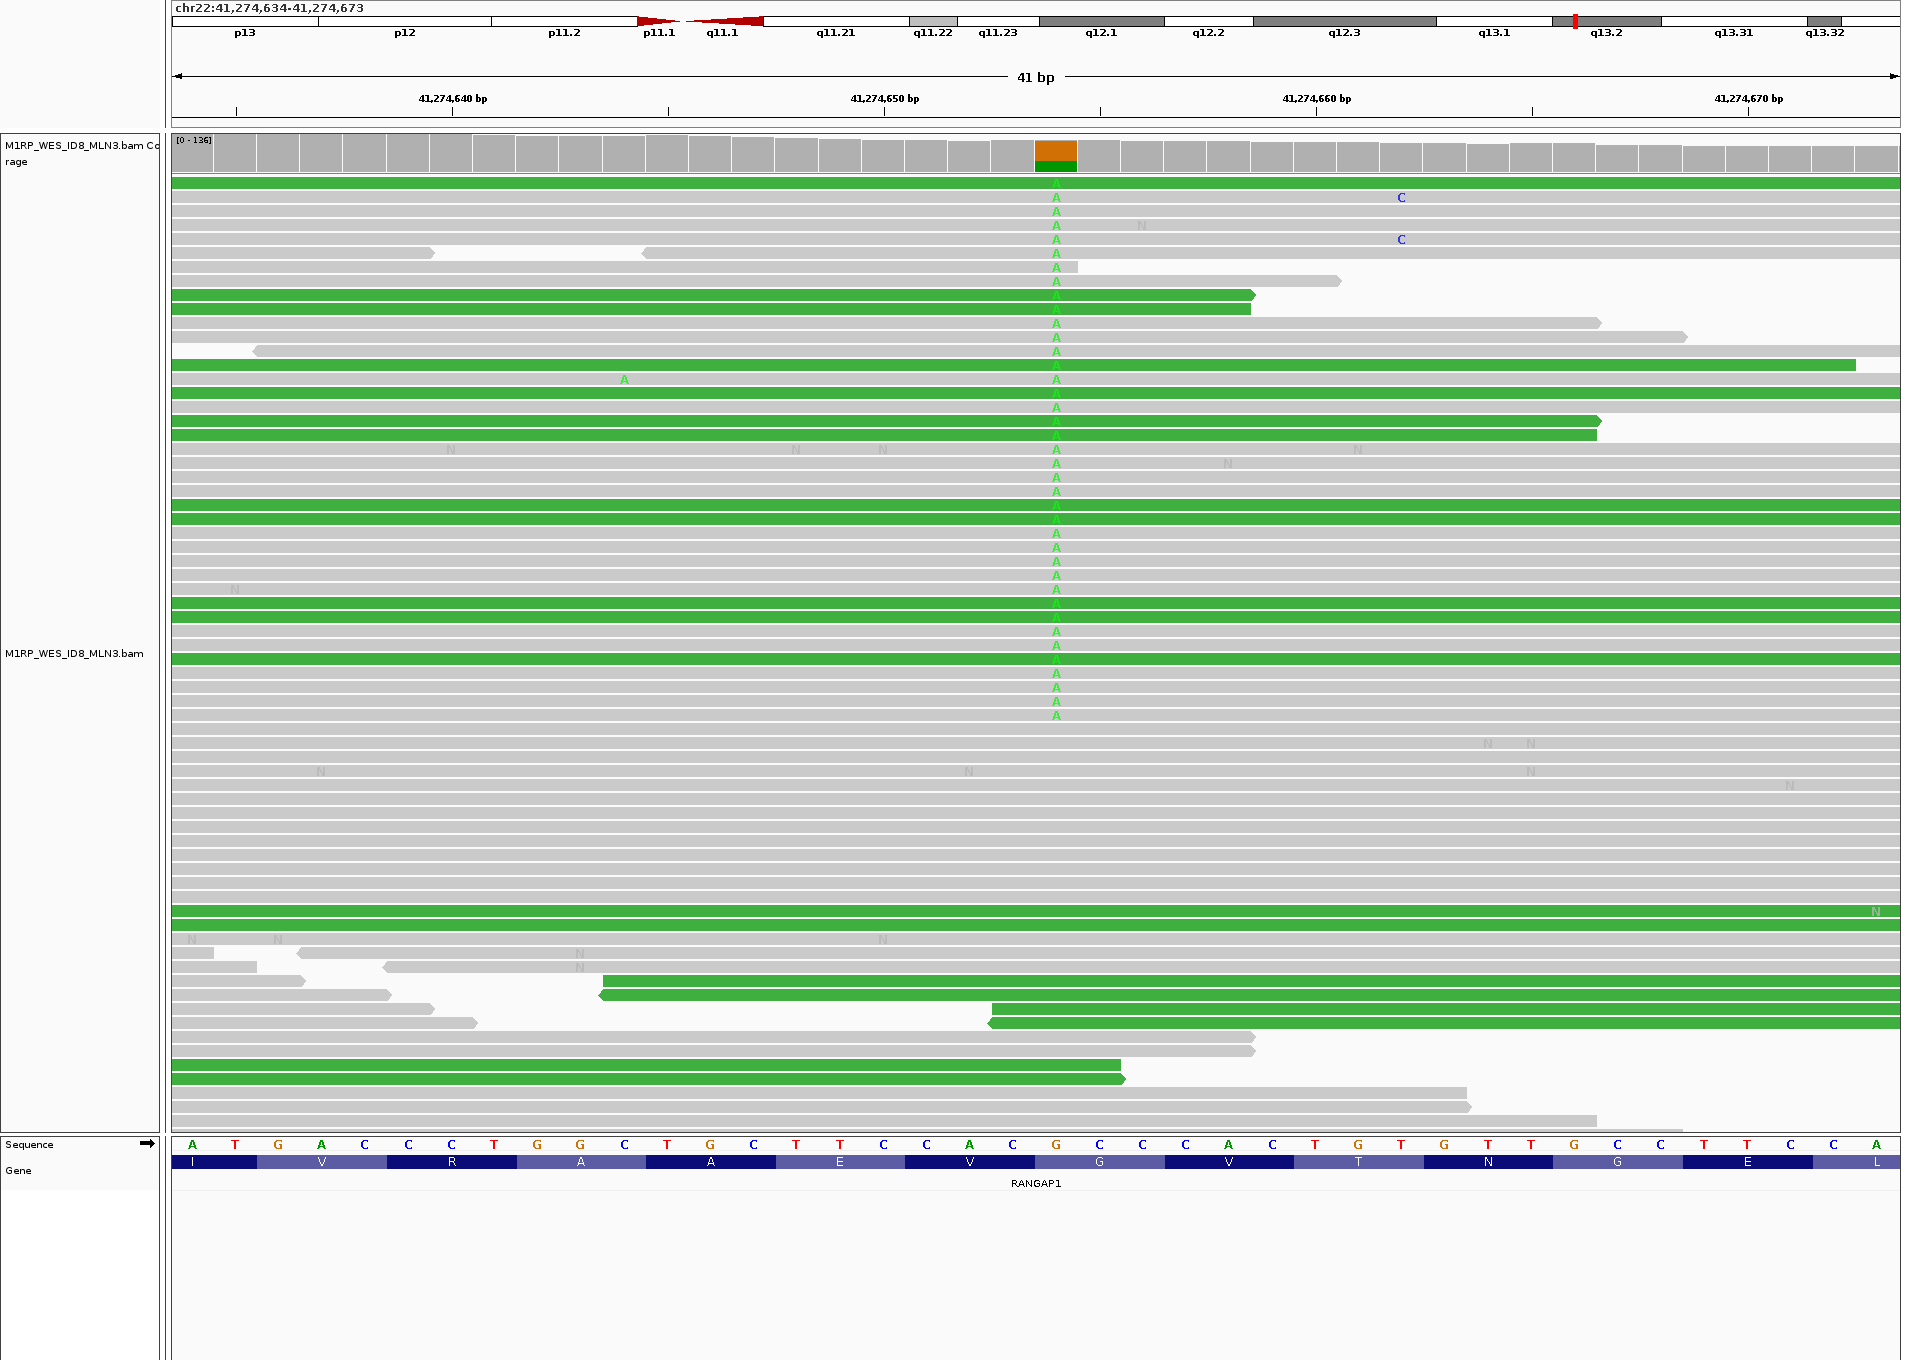 chr22:41,274,634-41,274,673
p13 p12 p11.2 p11.1 q11.1 q11.21 q11.22 q11.23 q12.1 q12.2 q12.3 q13.1 q13.2 q13.31 q13.32
41 bp
41,274,640 bp 41,274,650 bp 41,274,660 bp 41,274,670 bp
M1RP_WES_ID8_MLN3.bam Co
rage
[0 - 136]
A
A C
A
A N
A C
A
A
A
A
A
A
A
A
A
A A
A
A
A
A
N N N A N
A N
A
A
A
A
A
A
A
A
N A
A
A
A
A
M1RP_WES_ID8_MLN3.bam
A
A
A
A
A
N N
N N N
N
N
N N N
N
N
Sequence A T G A C C C T G G C T G C T T C C A C G C C C A C T G T G T T G C C T T C C A
Gene I V R A A E V G V T N G E L
RANGAP1